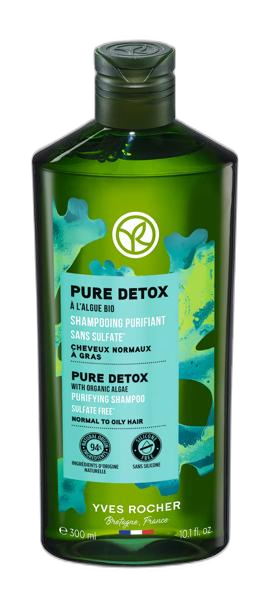 PURE DETOX
À L'ALGUE BIO
SHAMPOOING PURIFIANT
SANS SULFATE*
CHEVEUX NORMAUX
À GRAS
PURE DETOX
WITH ORGANIC ALGAE
PURIFYING SHAMPOO
SULFATE FREE*
NORMAL TO OILY HAIR
94%
INGRÉDIENTS D'ORIGINE
NATURELLE
SILICONE
FREE
SANS SILICONE
YVES ROCHER
Bretagne, France
℮ 300 ml
10.1 fl. oz.